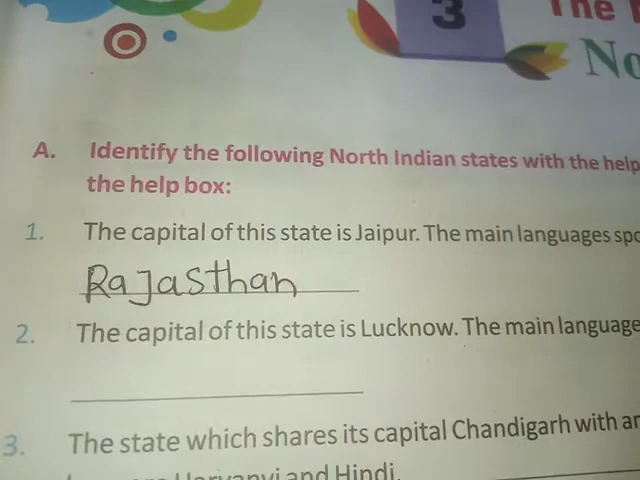 3
The
No
A. Identify the following North Indian states with the help
the help box:
1. The capital of this state is Jaipur. The main languages spo
Rajasthan
2. The capital of this state is Lucknow. The main language
3. The state which shares its capital Chandigarh with an
Haryanvi and Hindi.